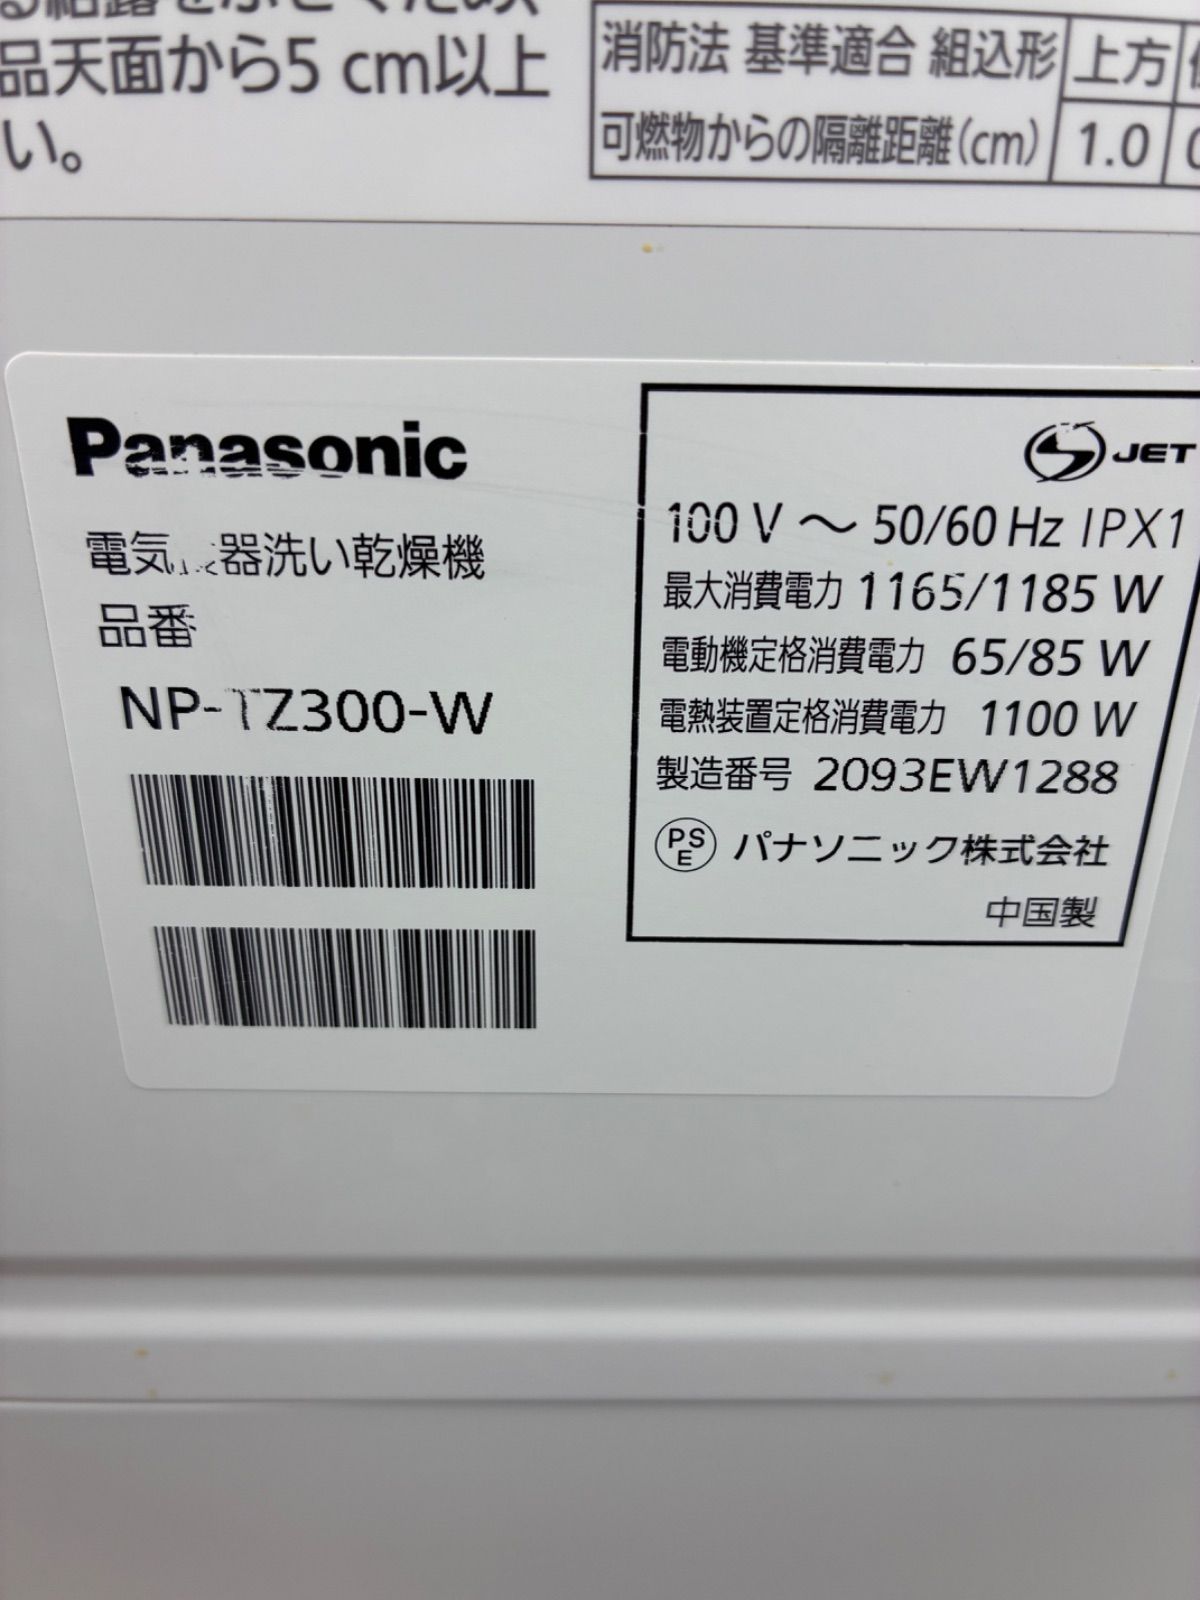 品天面から5 cm以上
い。
消防法 基準適合 組込形 上方
可燃物からの隔離距離(cm) 1.0
Panasonic
電気 器洗い乾燥機
品番
NP-TZ300-W
JET
100 V ～ 50/60 Hz IPX1
最大消費電力 1165/1185 W
電動機定格消費電力 65/85 W
電熱装置定格消費電力 1100 W
製造番号 2093EW1288
PSE パナソニック株式会社
中国製